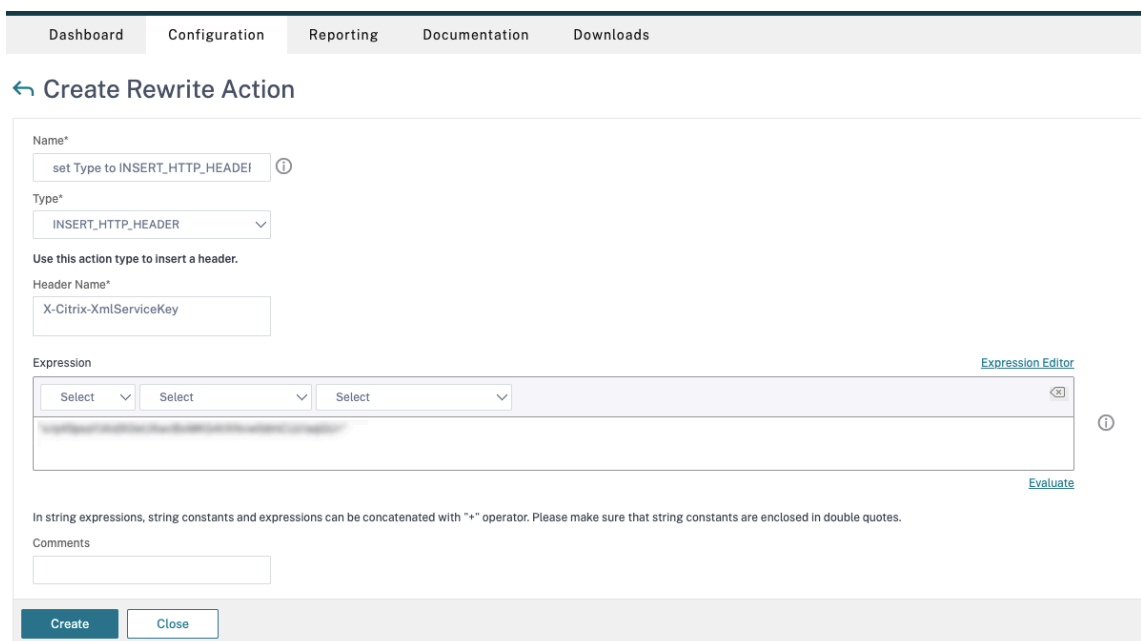 Dashboard Configuration Reporting Documentation Downloads
Create Rewrite Action
Name*
set Type to INSERT_HTTP_HEADE
Type*
INSERT_HTTP_HEADER
Use this action type to insert a header.
Header Name*
X-Citrix-XmlServiceKey
Expression Expression Editor
Select Select Select
Evaluate
In string expressions, string constants and expressions can be concatenated with "+" operator. Please make sure that string constants are enclosed in double quotes.
Comments
Create Close